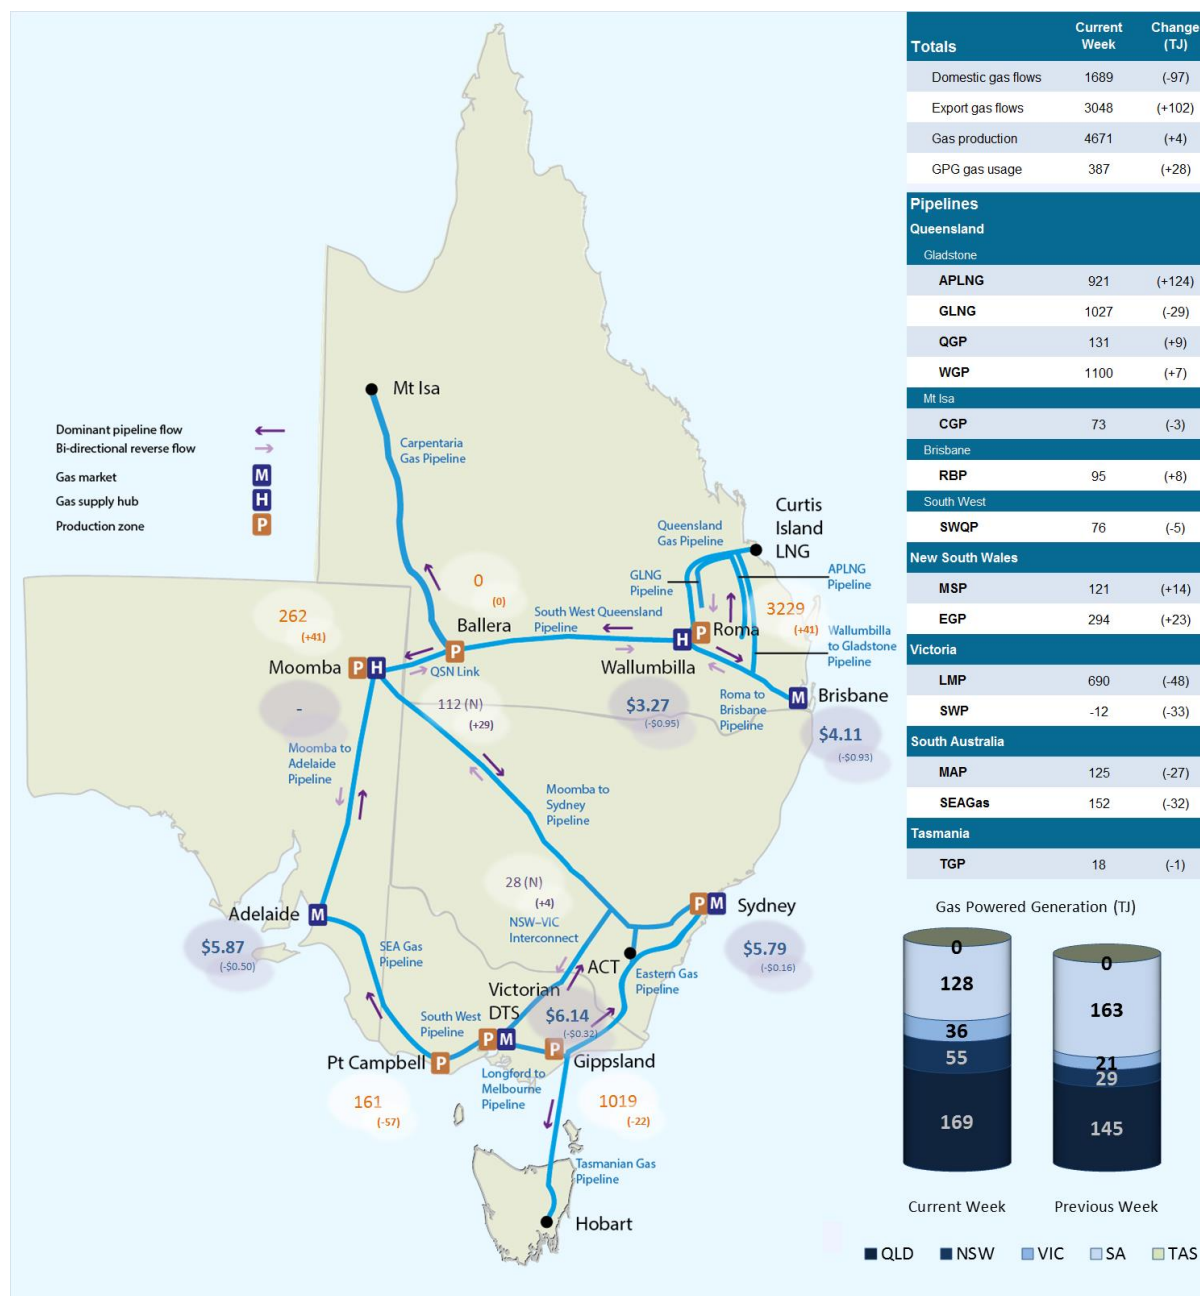 Totals Current Week Change (TJ)
Domestic gas flows 1689 (-97)
Export gas flows 3048 (+102)
Gas production 4671 (+4)
GPG gas usage 387 (+28)
Pipelines
Queensland
Gladstone
APLNG 921 (+124)
GLNG 1027 (-29)
QGP 131 (+9)
WGP 1100 (+7)
Mt Isa
CGP 73 (-3)
Brisbane
RBP 95 (+8)
South West
SWQP 76 (-5)
New South Wales
MSP 121 (+14)
EGP 294 (+23)
Victoria
LMP 690 (-48)
SWP -12 (-33)
South Australia
MAP 125 (-27)
SEAGas 152 (-32)
Tasmania
TGP 18 (-1)
Mt Isa
Carpentaria
Gas Pipeline
Dominant pipeline flow
Bi-directional reverse flow
Gas market M
Gas supply hub H
Production zone P
Curtis
Island
LNG
Queensland
Gas Pipeline
GLNG
Pipeline
APLNG
Pipeline
3229
(+41)
Wallumbilla
to Gladstone
Pipeline
0
(0)
262
(+41)
Ballera
P
South West Queensland
Pipeline
H
P
Roma
Wallumbilla
$3.27
(-$0.95)
Roma to
Brisbane
Pipeline
M
Brisbane
$4.11
(-$0.93)
Moomba
P
H
QSN Link
-
112 (N)
(+29)
Moomba to
Adelaide
Pipeline
Moomba to
Sydney
Pipeline
28 (N)
(+4)
NSW–VIC
Interconnect
Adelaide
M
$5.87
(-$0.50)
SEA Gas
Pipeline
P
M
Sydney
$5.79
(-$0.16)
ACT
Eastern Gas
Pipeline
Victorian
DTS
$6.14
(-$0.32)
South West
Pipeline
P
M
P
Pt Campbell
P
Gippsland
Longford to
Melbourne
Pipeline
161
(-57)
1019
(-22)
Tasmanian Gas
Pipeline
Hobart
Gas Powered Generation (TJ)
0
128
36
55
169
0
163
21
29
145
Current Week
Previous Week
QLD NSW VIC SA TAS